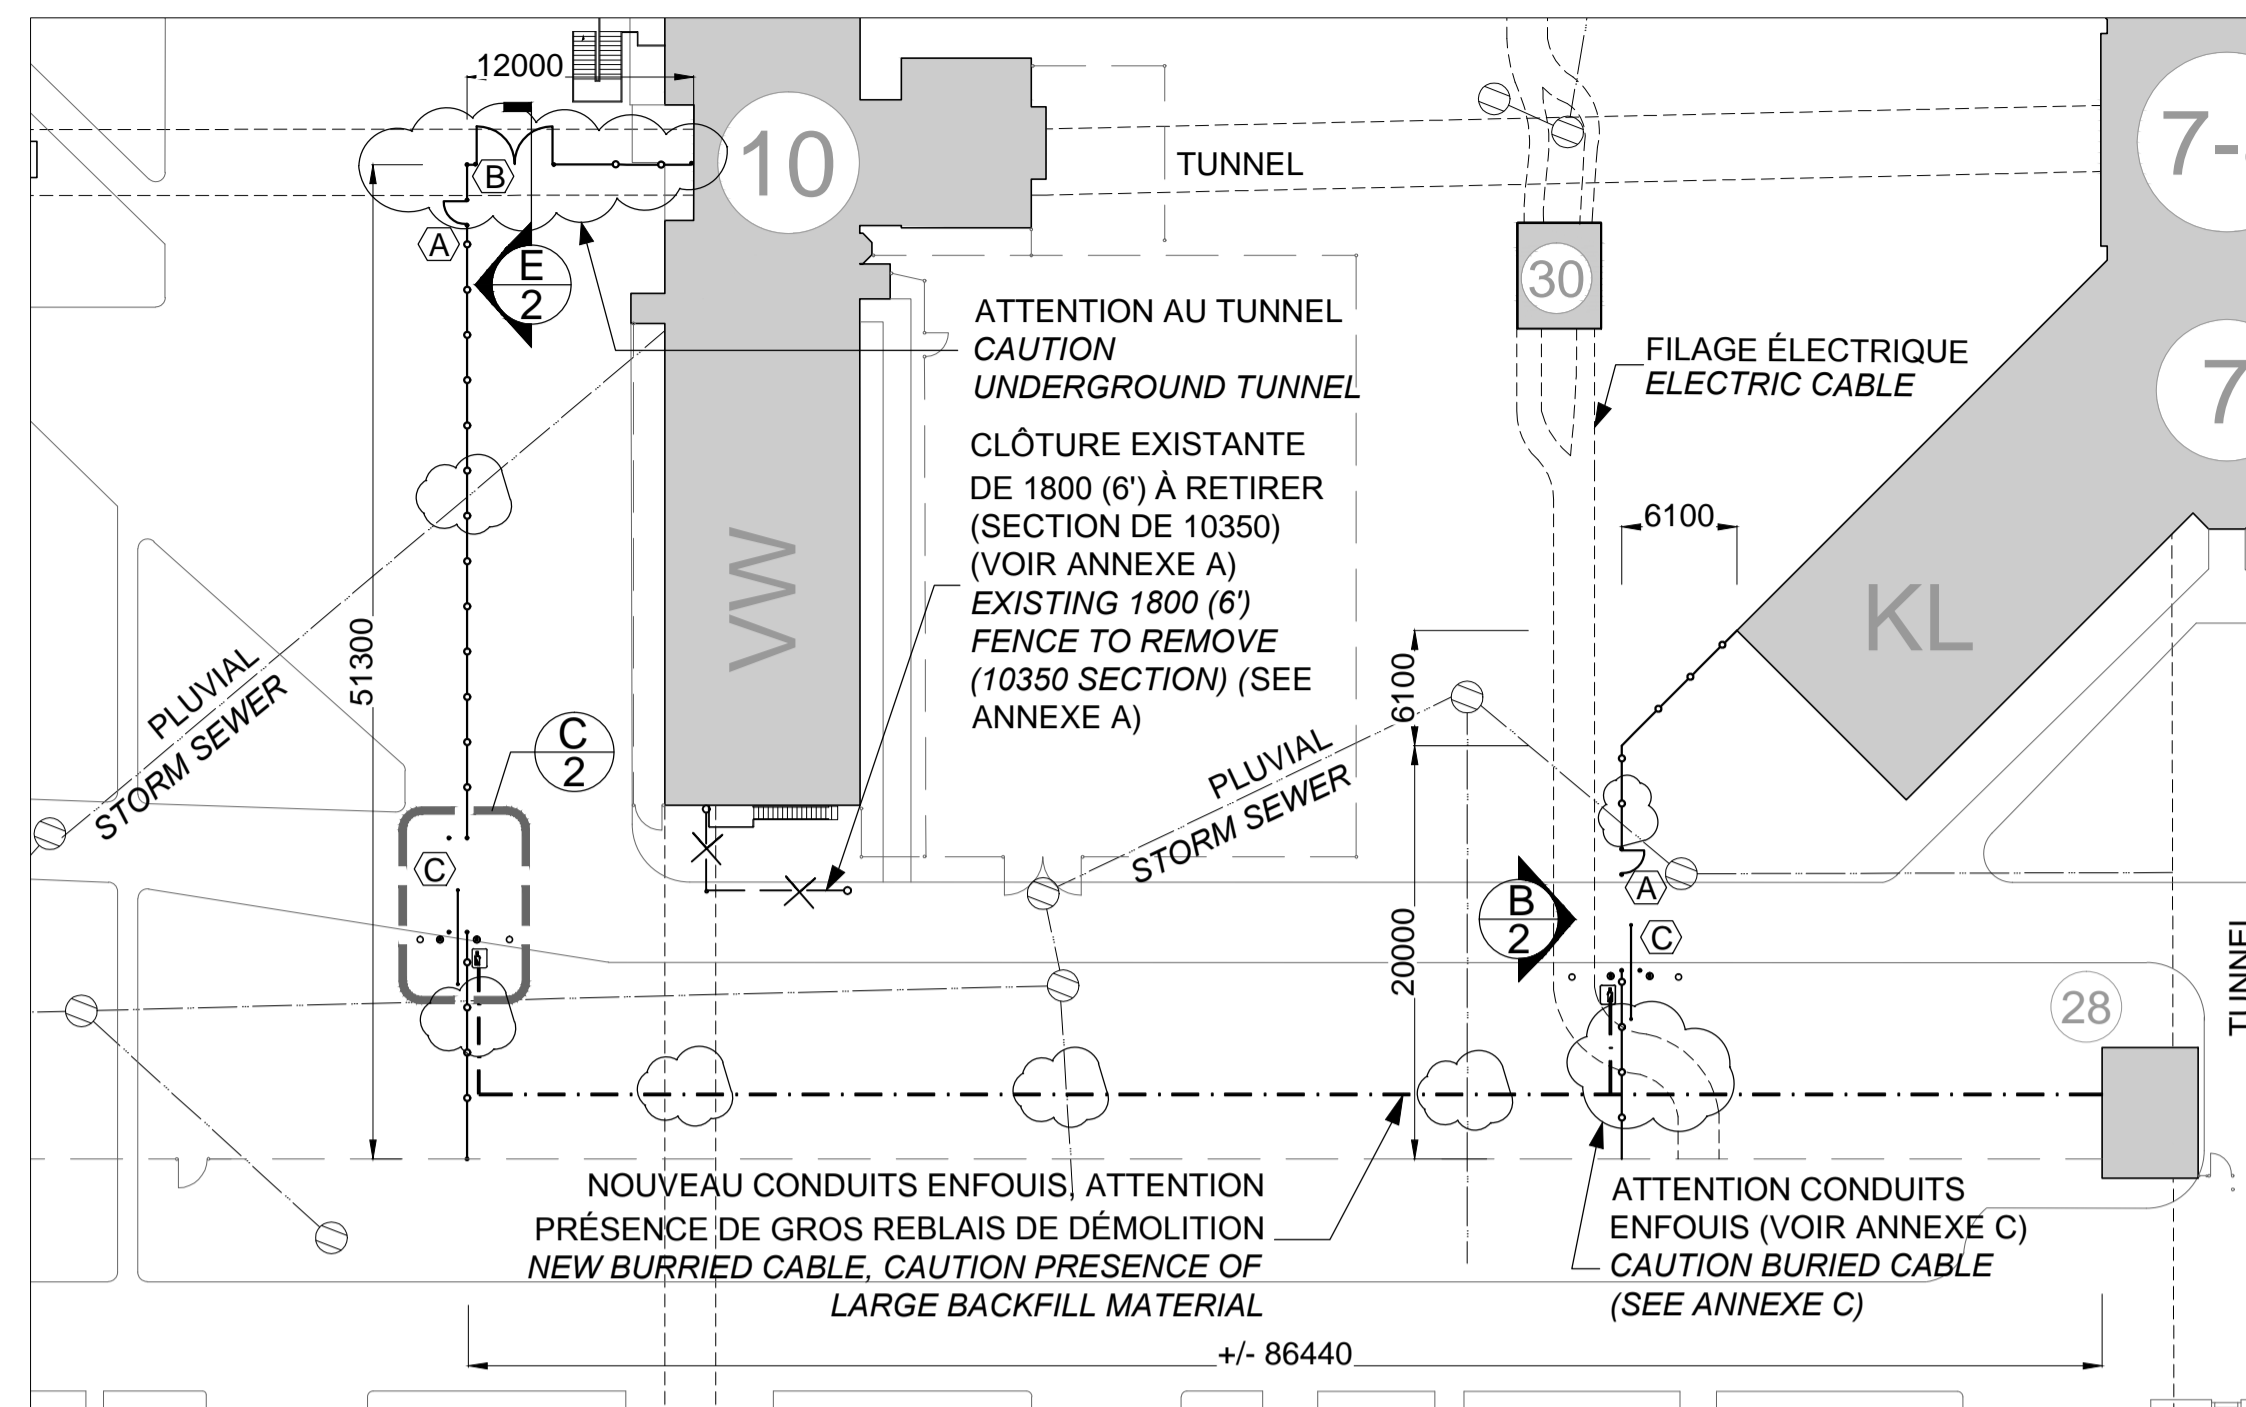 12000
10
TUNNEL
7-
B
A
E
2
30
ATTENTION AU TUNNEL
CAUTION
UNDERGROUND TUNNEL
FILAGE ÉLECTRIQUE
ELECTRIC CABLE
7
CLÔTURE EXISTANTE
DE 1800 (6') À RETIRER
(SECTION DE 10350)
(VOIR ANNEXE A)
EXISTING 1800 (6')
FENCE TO REMOVE
(10350 SECTION) (SEE
ANNEXE A)
6100
VW
KL
51300
6100
PLUVIAL
STORM SEWER
C
2
PLUVIAL
STORM SEWER
C
A
B
2
C
20000
28
TUNNEL
NOUVEAU CONDUITS ENFOUIS, ATTENTION
PRÉSENCE DE GROS REBLAIS DE DÉMOLITION
NEW BURRIED CABLE, CAUTION PRESENCE OF
LARGE BACKFILL MATERIAL
ATTENTION CONDUITS
ENFOUIS (VOIR ANNEXE C)
CAUTION BURIED CABLE
(SEE ANNEXE C)
+/- 86440